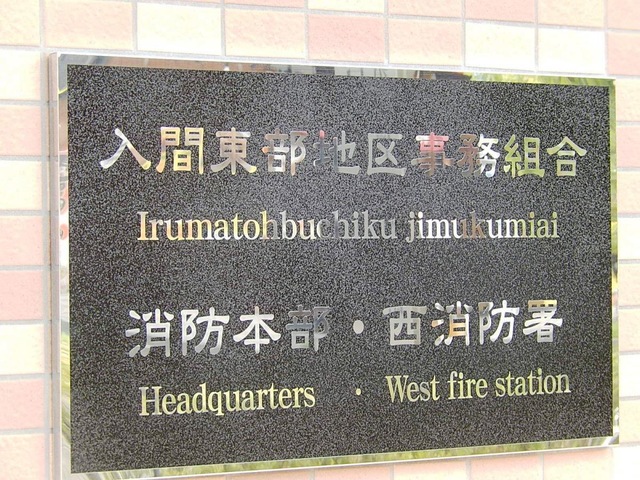 入間東部地区事務組合
Irumatohbuchiku jimukumiai
消防本部・西消防署
Headquarters ・ West fire station